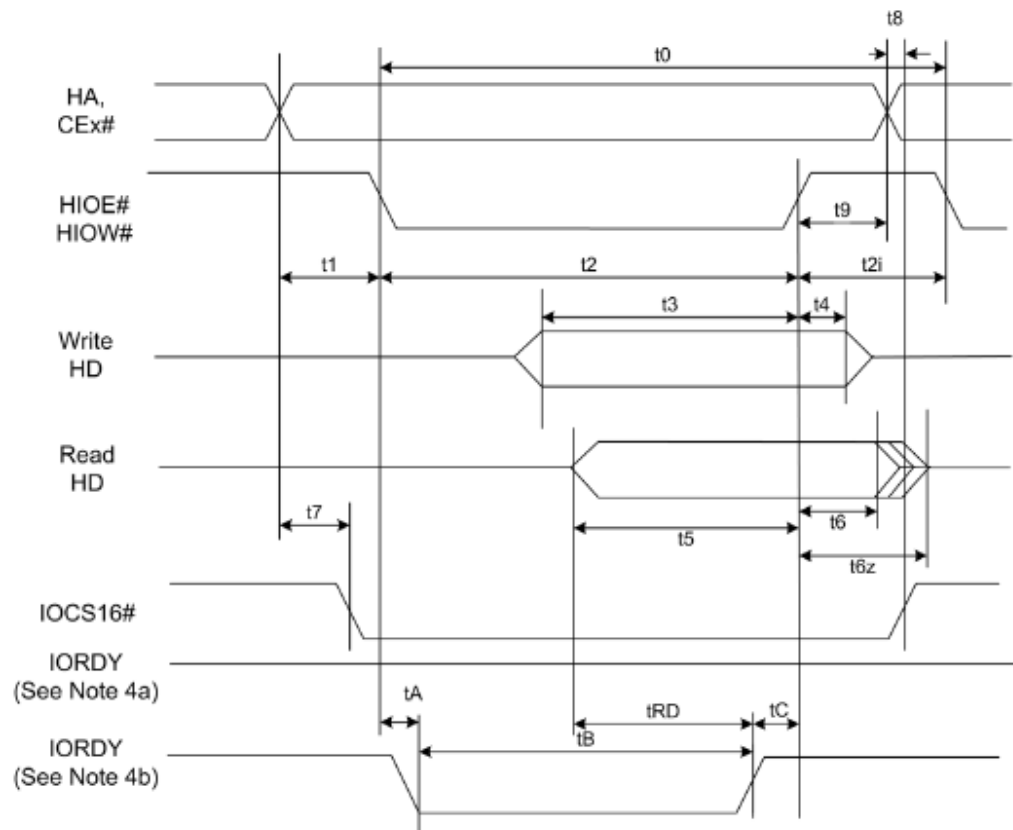 t8
t0
HA,
CEx#
HIOE#
HIOW#
t9
t1
t2
t2i
t3
t4
Write
HD
Read
HD
t7
t6
t5
t6z
IOCS16#
IORDY
(See Note 4a)
tA
tRD
tC
tB
IORDY
(See Note 4b)